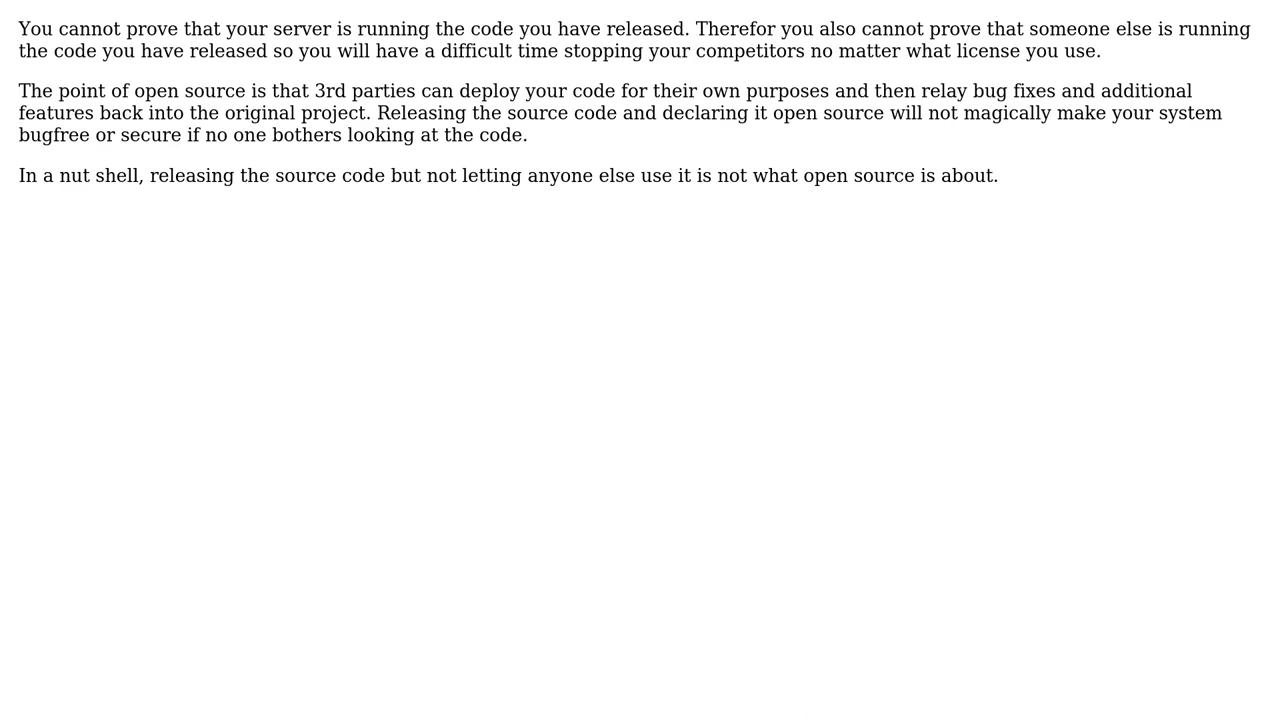 You cannot prove that your server is running the code you have released. Therefor you also cannot prove that someone else is running
the code you have released so you will have a difficult time stopping your competitors no matter what license you use.
The point of open source is that 3rd parties can deploy your code for their own purposes and then relay bug fixes and additional
features back into the original project. Releasing the source code and declaring it open source will not magically make your system
bugfree or secure if no one bothers looking at the code.
In a nut shell, releasing the source code but not letting anyone else use it is not what open source is about.